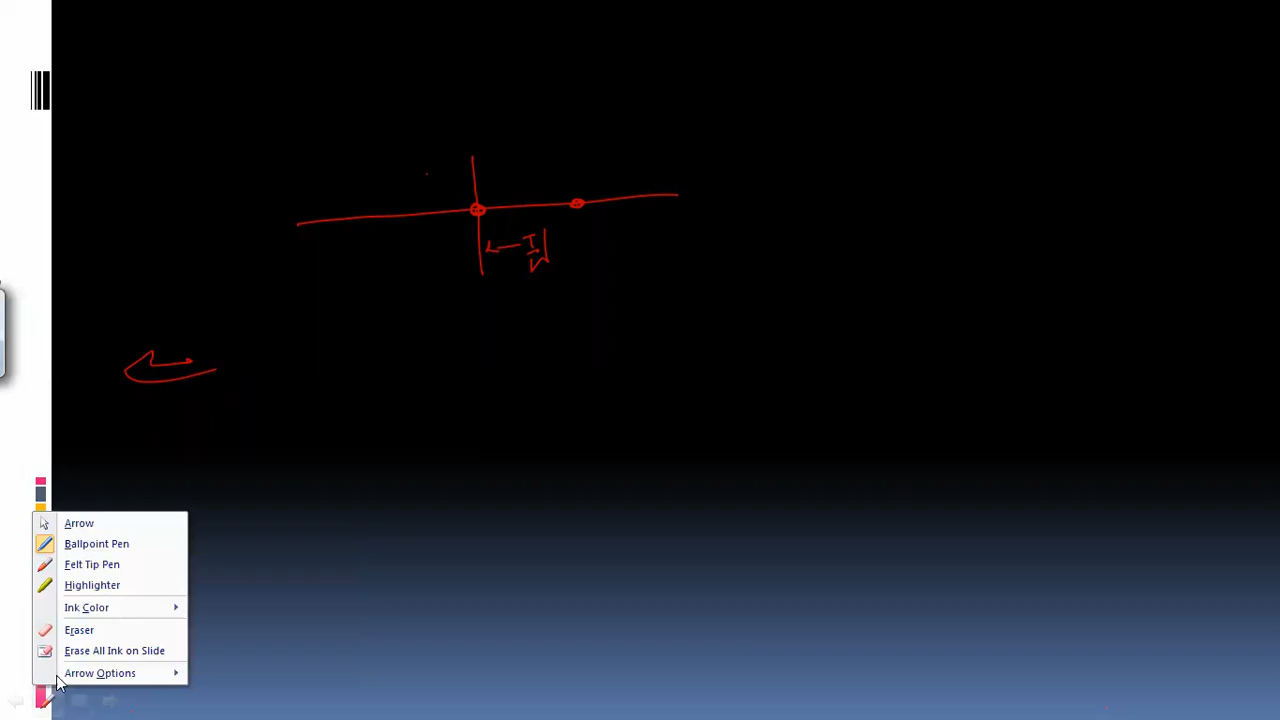 Arrow
Ballpoint Pen
Felt Tip Pen
Highlighter
Ink Color
Eraser
Erase All Ink on Slide
Arrow Options